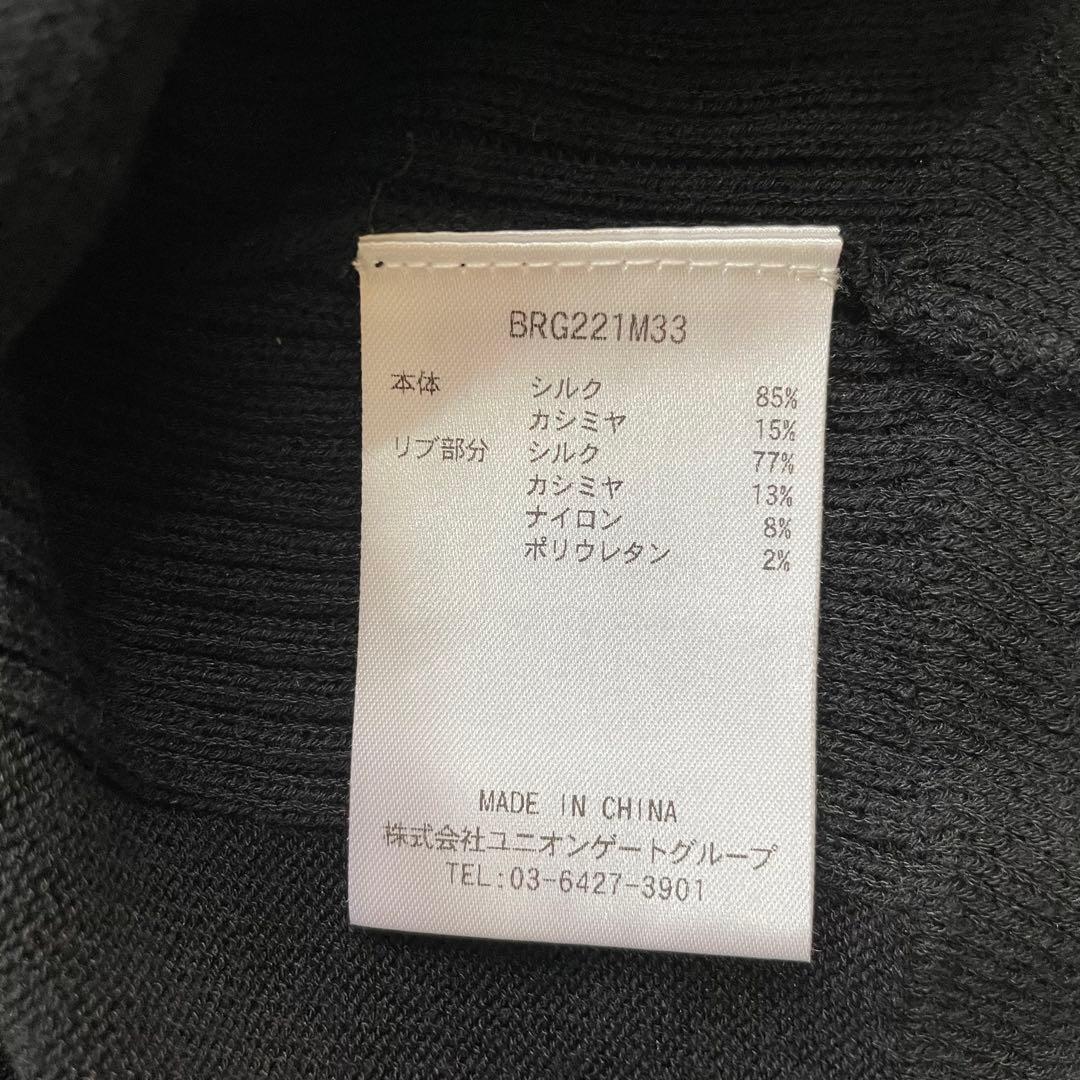 BRG221M33
本体 シルク 85%
カシミヤ 15%
リブ部分 シルク 77%
カシミヤ 13%
ナイロン 8%
ポリウレタン 2%
MADE IN CHINA
株式会社ユニオンゲートグループ
TEL:03-6427-3901